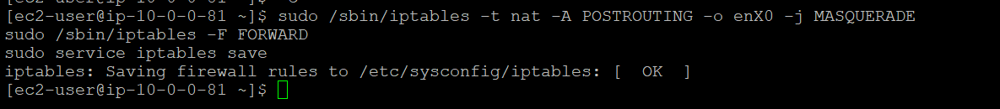 [ec2-user@ip-10-0-0-81 ~]$ sudo /sbin/iptables -t nat -A POSTROUTING -o enX0 -j MASQUERADE
sudo /sbin/iptables -F FORWARD
sudo service iptables save
iptables: Saving firewall rules to /etc/sysconfig/iptables: [  OK  ]
[ec2-user@ip-10-0-0-81 ~]$